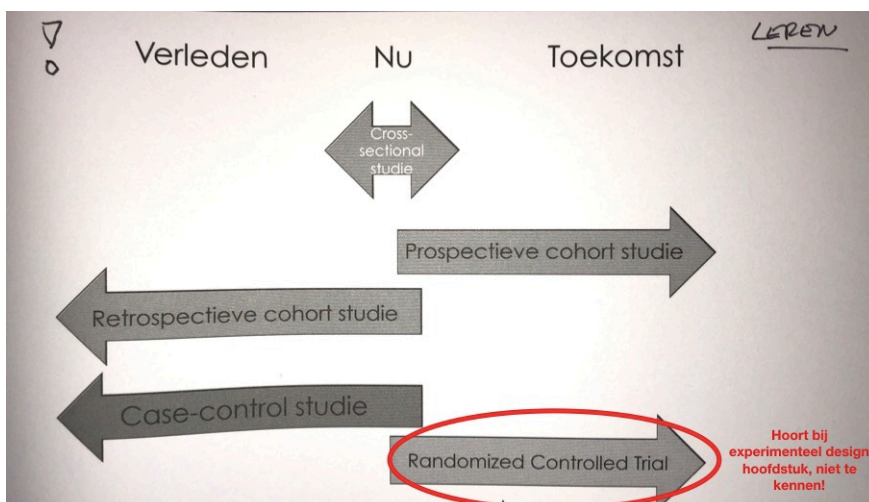 LEREN
Verleden Nu Toekomst
Cross-
sectional
studie
Prospectieve cohort studie
Retrospectieve cohort studie
Case-control studie
Randomized Controlled Trial
Hoort bij
experimenteel design
hoofdstuk, niet te
kennen!